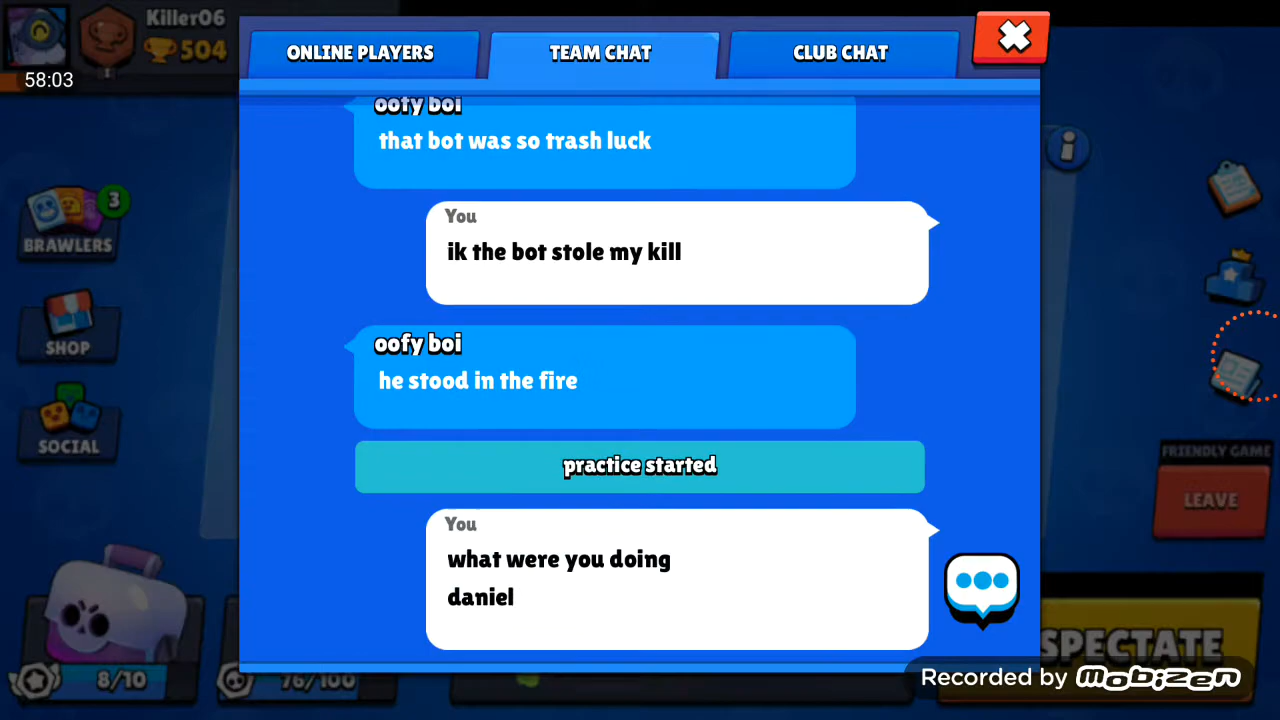 Killer06
504
58:03
ONLINE PLAYERS
TEAM CHAT
CLUB CHAT
oofy boi
that bot was so trash luck
You
ik the bot stole my kill
oofy boi
he stood in the fire
practice started
You
what were you doing
daniel
3
BRAWLERS
SHOP
SOCIAL
FRIENDLY GAME
LEAVE
SPECTATE
8/10
76/100
Recorded by mobizen